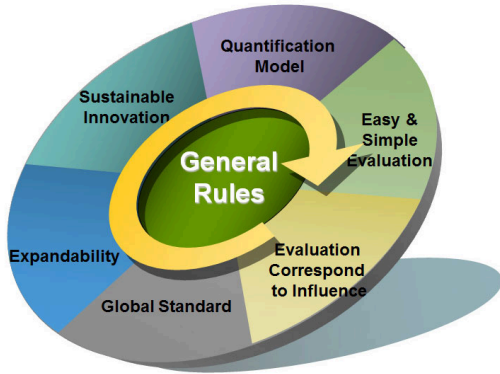 Quantification
Model
Easy &
Simple
Evaluation
Evaluation
Correspond
to Influence
Global Standard
Expandability
Sustainable
Innovation
General
Rules